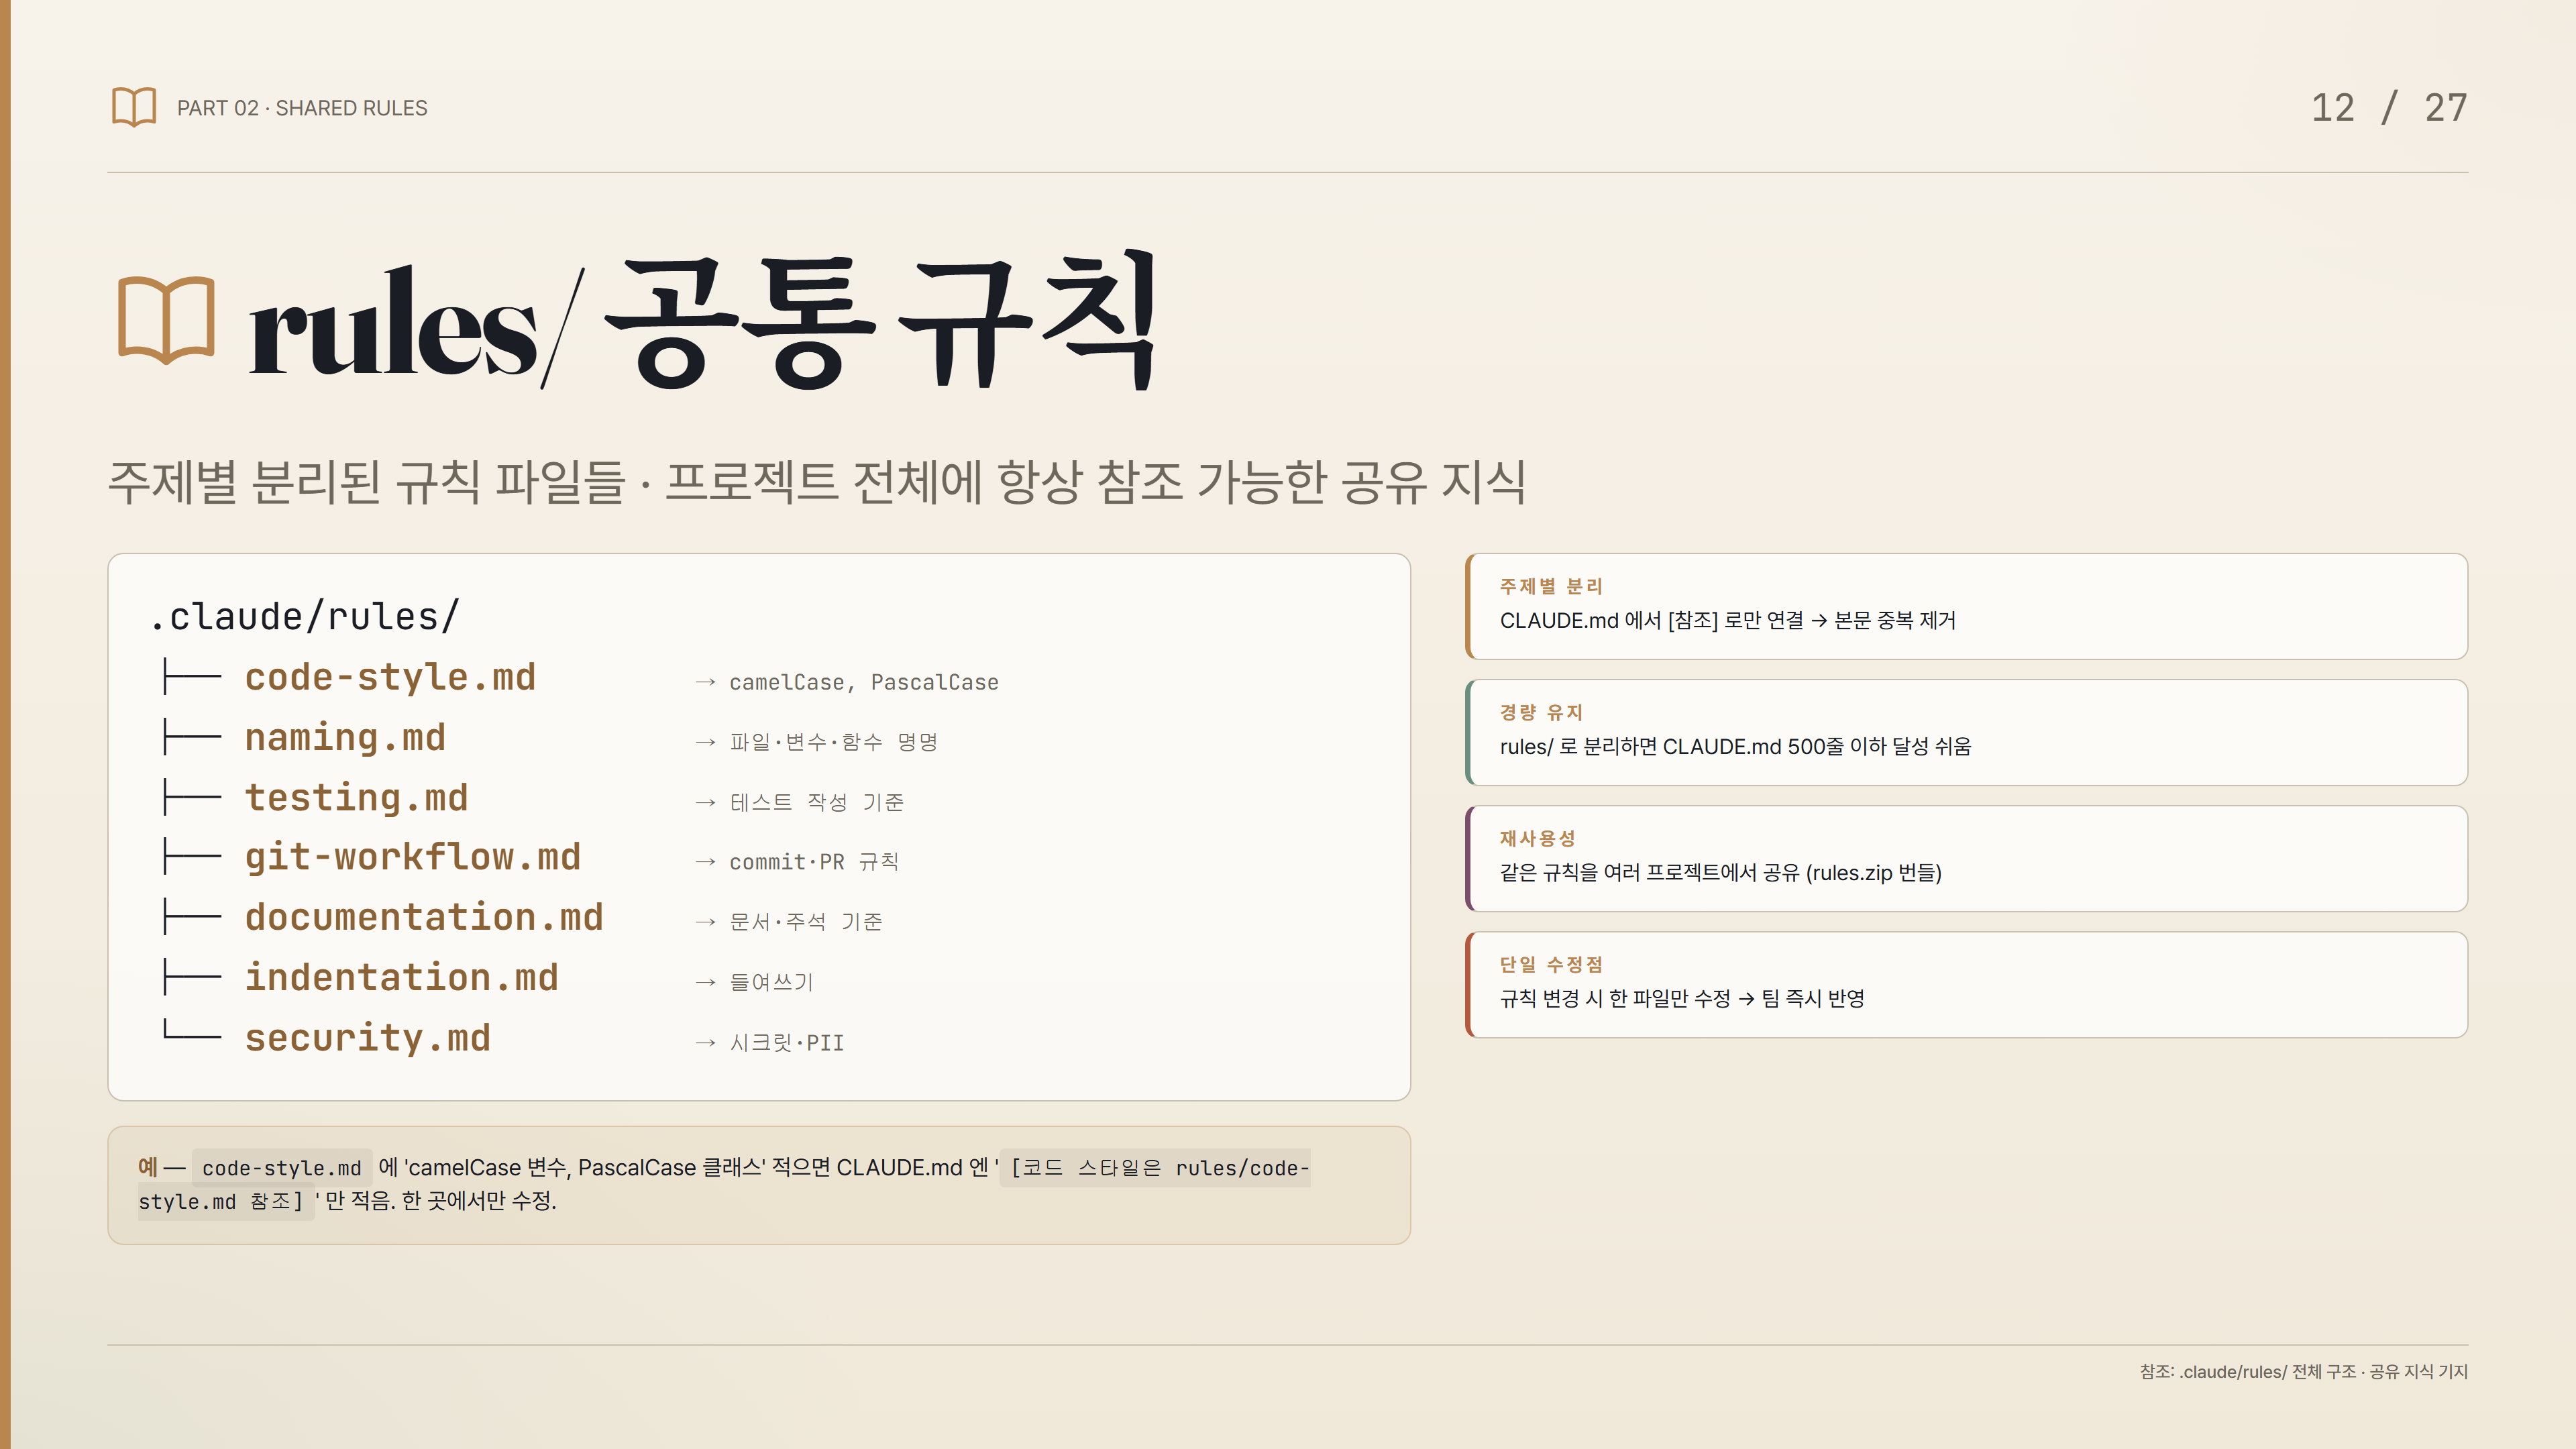 PART 02 · SHARED RULES
12 / 27
rules/ 공통 규칙
주제별 분리된 규칙 파일들 · 프로젝트 전체에 항상 참조 가능한 공유 지식
.claude/rules/
├── code-style.md → camelCase, PascalCase
├── naming.md → 파일·변수·함수 명명
├── testing.md → 테스트 작성 기준
├── git-workflow.md → commit·PR 규칙
├── documentation.md → 문서·주석 기준
├── indentation.md → 들여쓰기
└── security.md → 시크릿·PII
예 — code-style.md 에 'camelCase 변수, PascalCase 클래스' 적으면 CLAUDE.md 엔 ' [코드 스타일은 rules/code-
style.md 참조] ' 만 적음. 한 곳에서만 수정.
주제별 분리
CLAUDE.md 에서 [참조] 로만 연결 → 본문 중복 제거
경량 유지
rules/ 로 분리하면 CLAUDE.md 500줄 이하 달성 쉬움
재사용성
같은 규칙을 여러 프로젝트에서 공유 (rules.zip 번들)
단일 수정점
규칙 변경 시 한 파일만 수정 → 팀 즉시 반영
참조: .claude/rules/ 전체 구조 · 공유 지식 기지